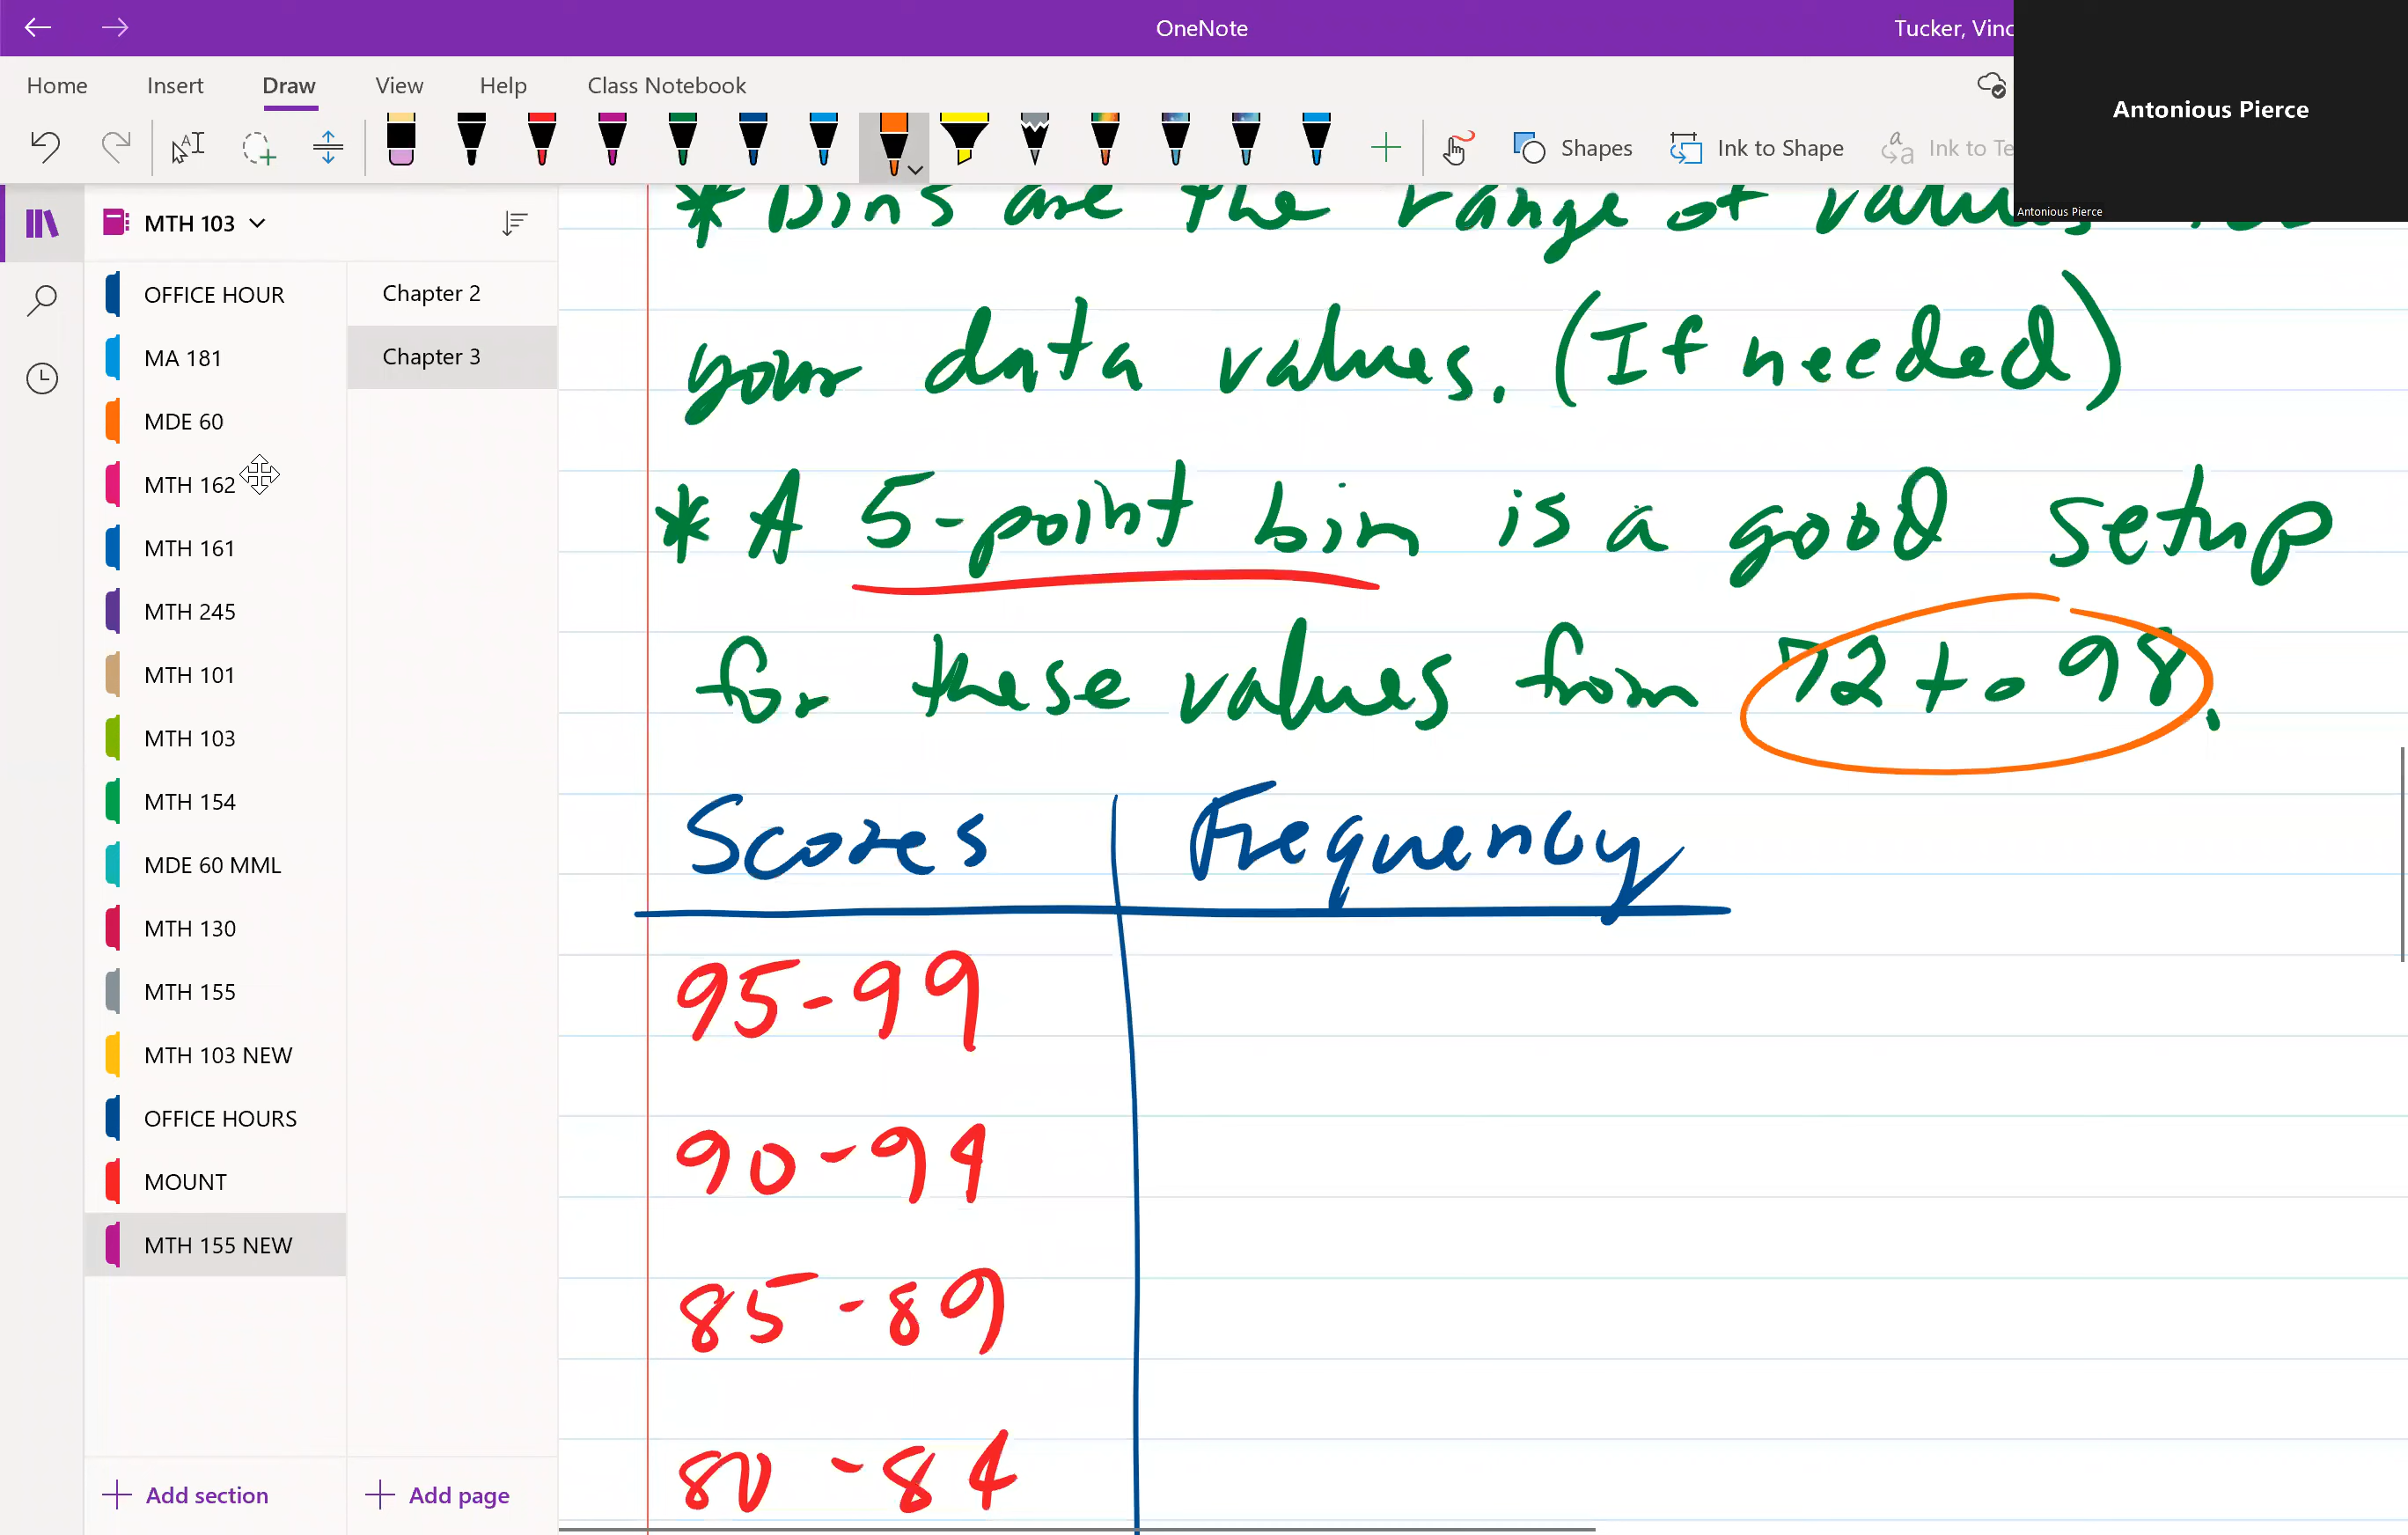 OneNote
Tucker, Vinc
Antonious Pierce
Antonious Pierce
Home Insert Draw View Help Class Notebook
Shapes Ink to Shape Ink to Te
MTH 103
OFFICE HOUR
MA 181
MDE 60
MTH 162
MTH 161
MTH 245
MTH 101
MTH 103
MTH 154
MDE 60 MML
MTH 130
MTH 155
MTH 103 NEW
OFFICE HOURS
MOUNT
MTH 155 NEW
+ Add section
Chapter 2
Chapter 3
+ Add page
* Bins are the range of values
your data values. (If needed)
* A 5-point bin is a good setup
for these values from 72 to 98.
Scores Frequency
95-99
90-94
85-89
80-84